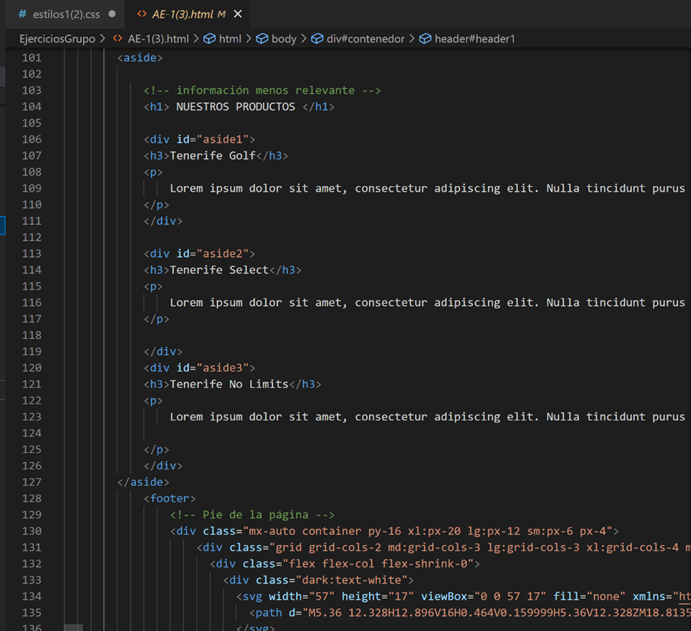 # estilos1(2).css ● <> AE-1(3).html M ✕
EjerciciosGrupo > <> AE-1(3).html > html > body > div#contenedor > header#header1
101 <aside>
102
103 <!-- información menos relevante -->
104 <h1> NUESTROS PRODUCTOS </h1>
105
106 <div id="aside1">
107 <h3>Tenerife Golf</h3>
108 <p>
109 Lorem ipsum dolor sit amet, consectetur adipiscing elit. Nulla tincidunt purus
110 </p>
111 </div>
112
113 <div id="aside2">
114 <h3>Tenerife Select</h3>
115 <p>
116 Lorem ipsum dolor sit amet, consectetur adipiscing elit. Nulla tincidunt purus
117 </p>
118
119 </div>
120 <div id="aside3">
121 <h3>Tenerife No Limits</h3>
122 <p>
123 Lorem ipsum dolor sit amet, consectetur adipiscing elit. Nulla tincidunt purus
124
125 </p>
126 </div>
127 </aside>
128 <footer>
129 <!-- Pie de la página -->
130 <div class="mx-auto container py-16 xl:px-20 lg:px-12 sm:px-6 px-4">
131 <div class="grid grid-cols-2 md:grid-cols-3 lg:grid-cols-3 xl:grid-cols-4 m
132 <div class="flex flex-col flex-shrink-0">
133 <div class="dark:text-white">
134 <svg width="57" height="17" viewBox="0 0 57 17" fill="none" xmlns="ht
135 <path d="M5.36 12.328H12.896V16H0.464V0.159999H5.36V12.328ZM18.8135
136 </svg>